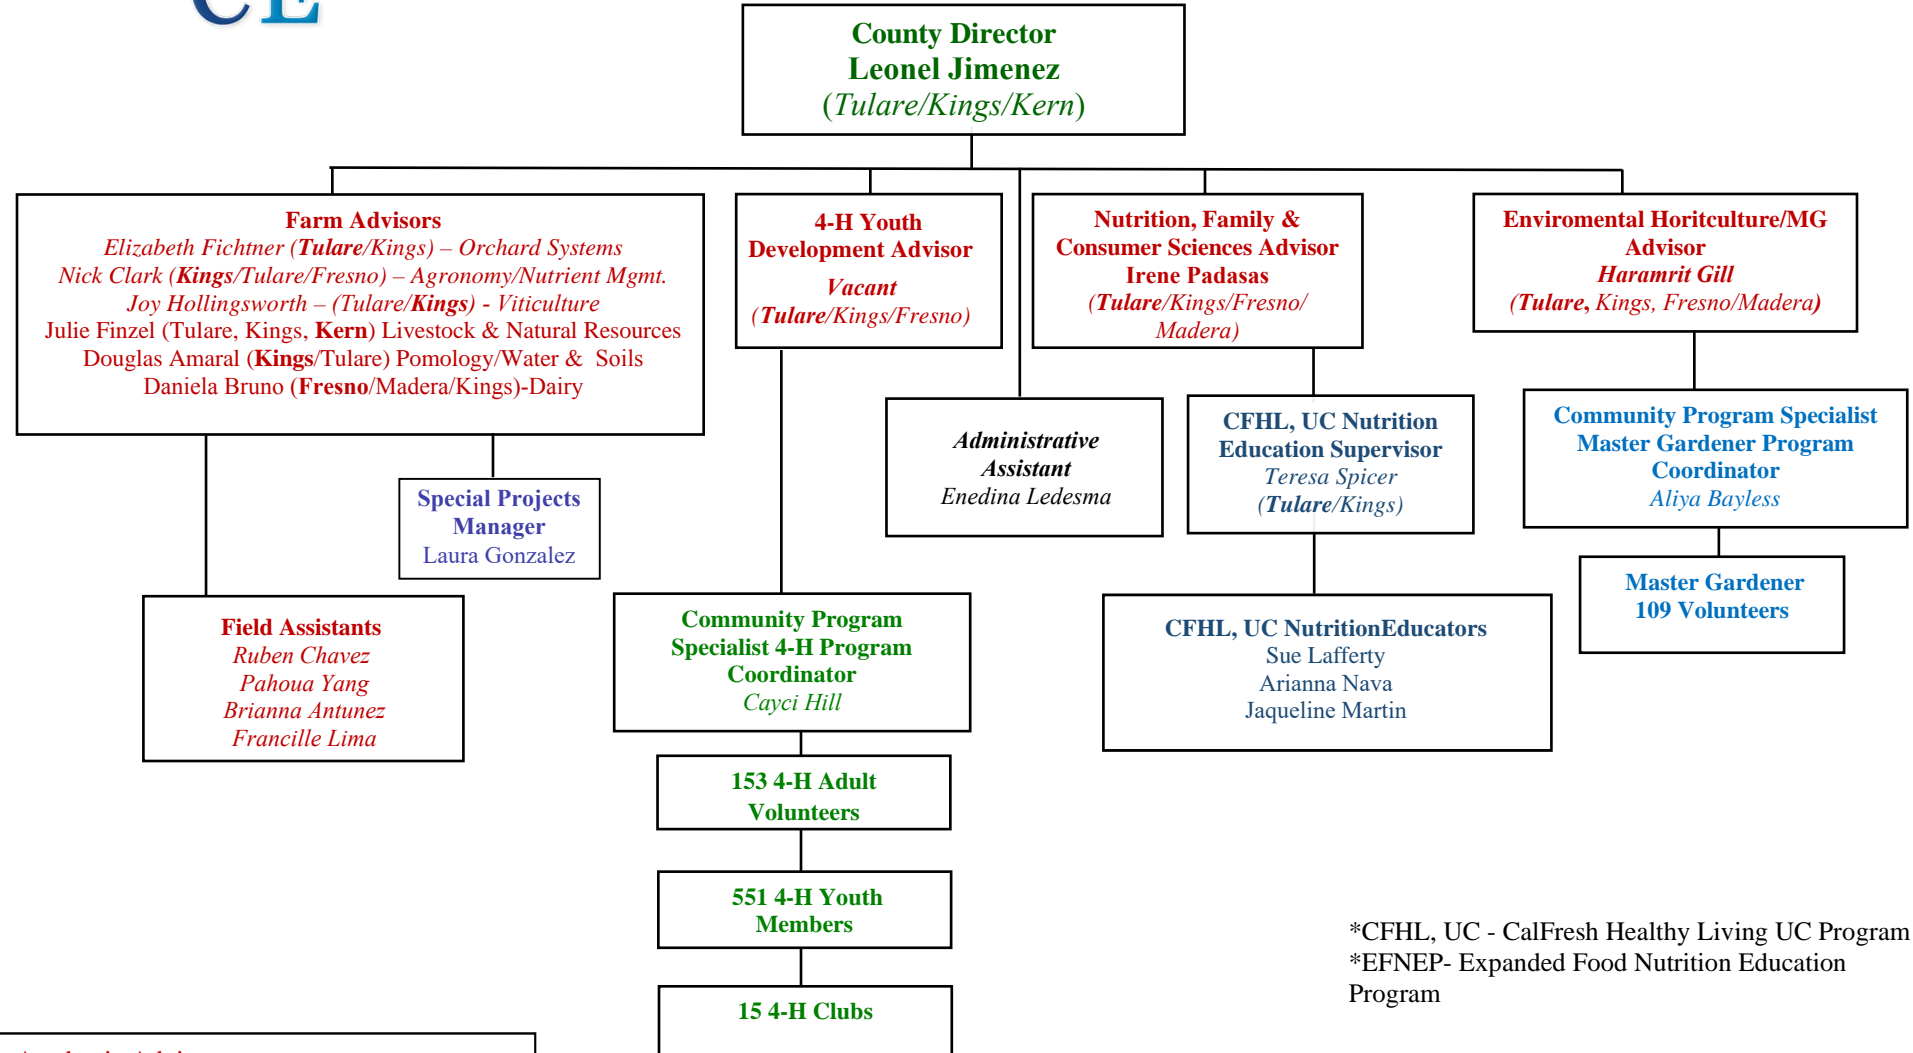 CE
County Director
Leonel Jimenez
(Tulare/Kings/Kern)
Farm Advisors
Elizabeth Fichtner (Tulare/Kings) – Orchard Systems
Nick Clark (Kings/Tulare/Fresno) – Agronomy/Nutrient Mgmt.
Joy Hollingsworth – (Tulare/Kings) - Viticulture
Julie Finzel (Tulare, Kings, Kern) Livestock & Natural Resources
Douglas Amaral (Kings/Tulare) Pomology/Water & Soils
Daniela Bruno (Fresno/Madera/Kings)-Dairy
4-H Youth
Development Advisor
Vacant
(Tulare/Kings/Fresno)
Nutrition, Family &
Consumer Sciences Advisor
Irene Padasas
(Tulare/Kings/Fresno/
Madera)
Enviromental Horitculture/MG
Advisor
Haramrit Gill
(Tulare, Kings, Fresno/Madera)
Special Projects
Manager
Laura Gonzalez
Administrative
Assistant
Enedina Ledesma
CFHL, UC Nutrition
Education Supervisor
Teresa Spicer
(Tulare/Kings)
Community Program Specialist
Master Gardener Program
Coordinator
Aliya Bayless
Field Assistants
Ruben Chavez
Pahoua Yang
Brianna Antunez
Francille Lima
Community Program
Specialist 4-H Program
Coordinator
Cayci Hill
CFHL, UC NutritionEducators
Sue Lafferty
Arianna Nava
Jaqueline Martin
Master Gardener
109 Volunteers
153 4-H Adult
Volunteers
551 4-H Youth
Members
15 4-H Clubs
*CFHL, UC - CalFresh Healthy Living UC Program
*EFNEP- Expanded Food Nutrition Education
Program